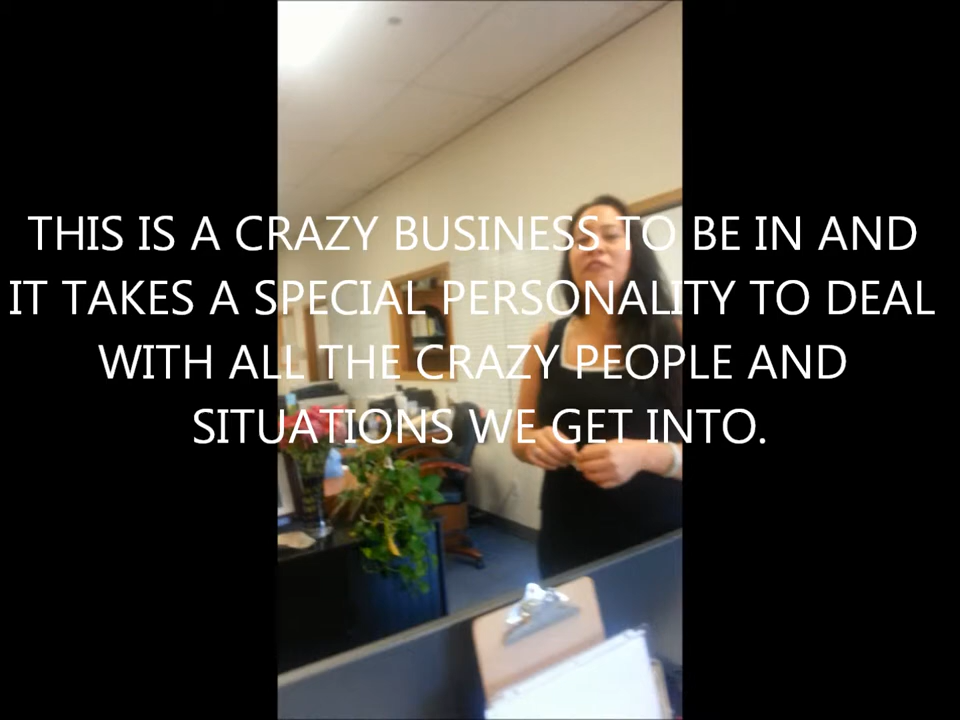 THIS IS A CRAZY BUSINESS TO BE IN AND
IT TAKES A SPECIAL PERSONALITY TO DEAL
WITH ALL THE CRAZY PEOPLE AND
SITUATIONS WE GET INTO.